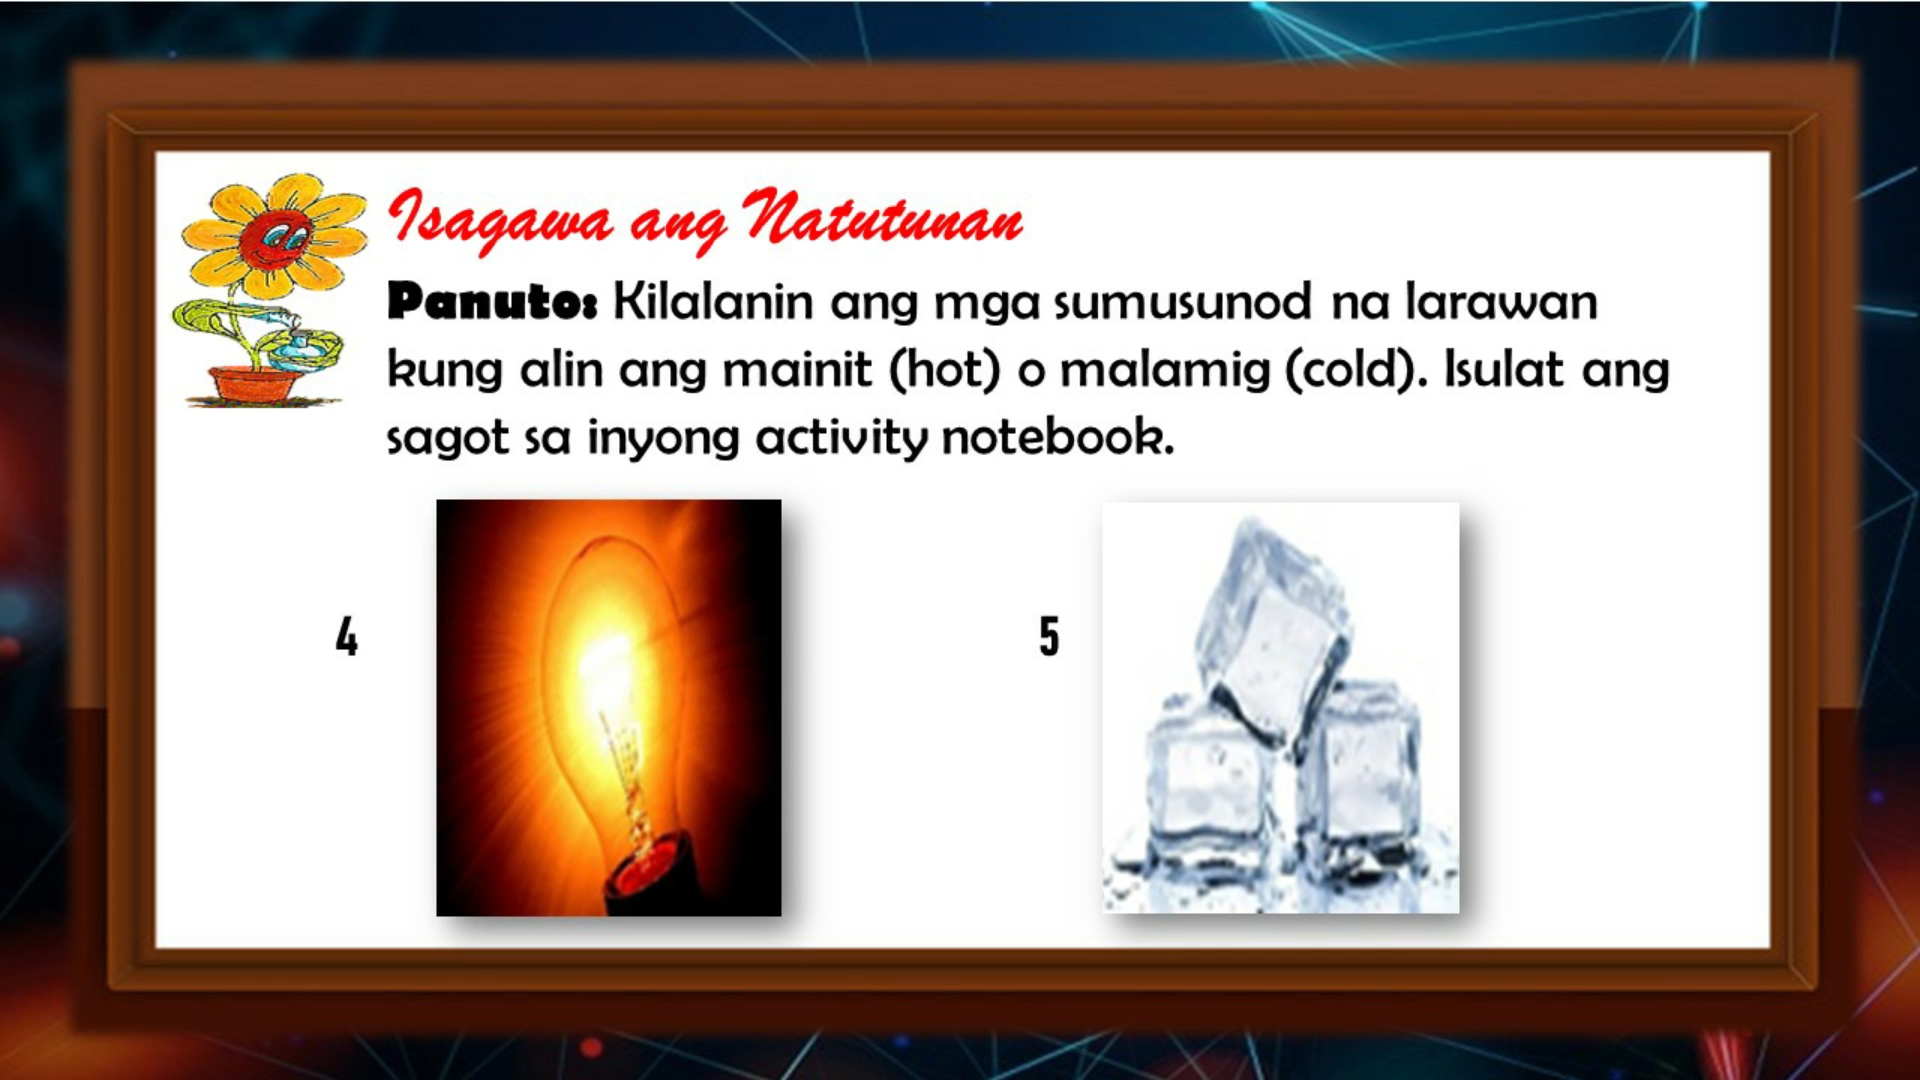 Isagawa ang Natutunan
Panuto: Kilalanin ang mga sumusunod na larawan
kung alin ang mainit (hot) o malamig (cold). Isulat ang
sagot sa inyong activity notebook.
4
5